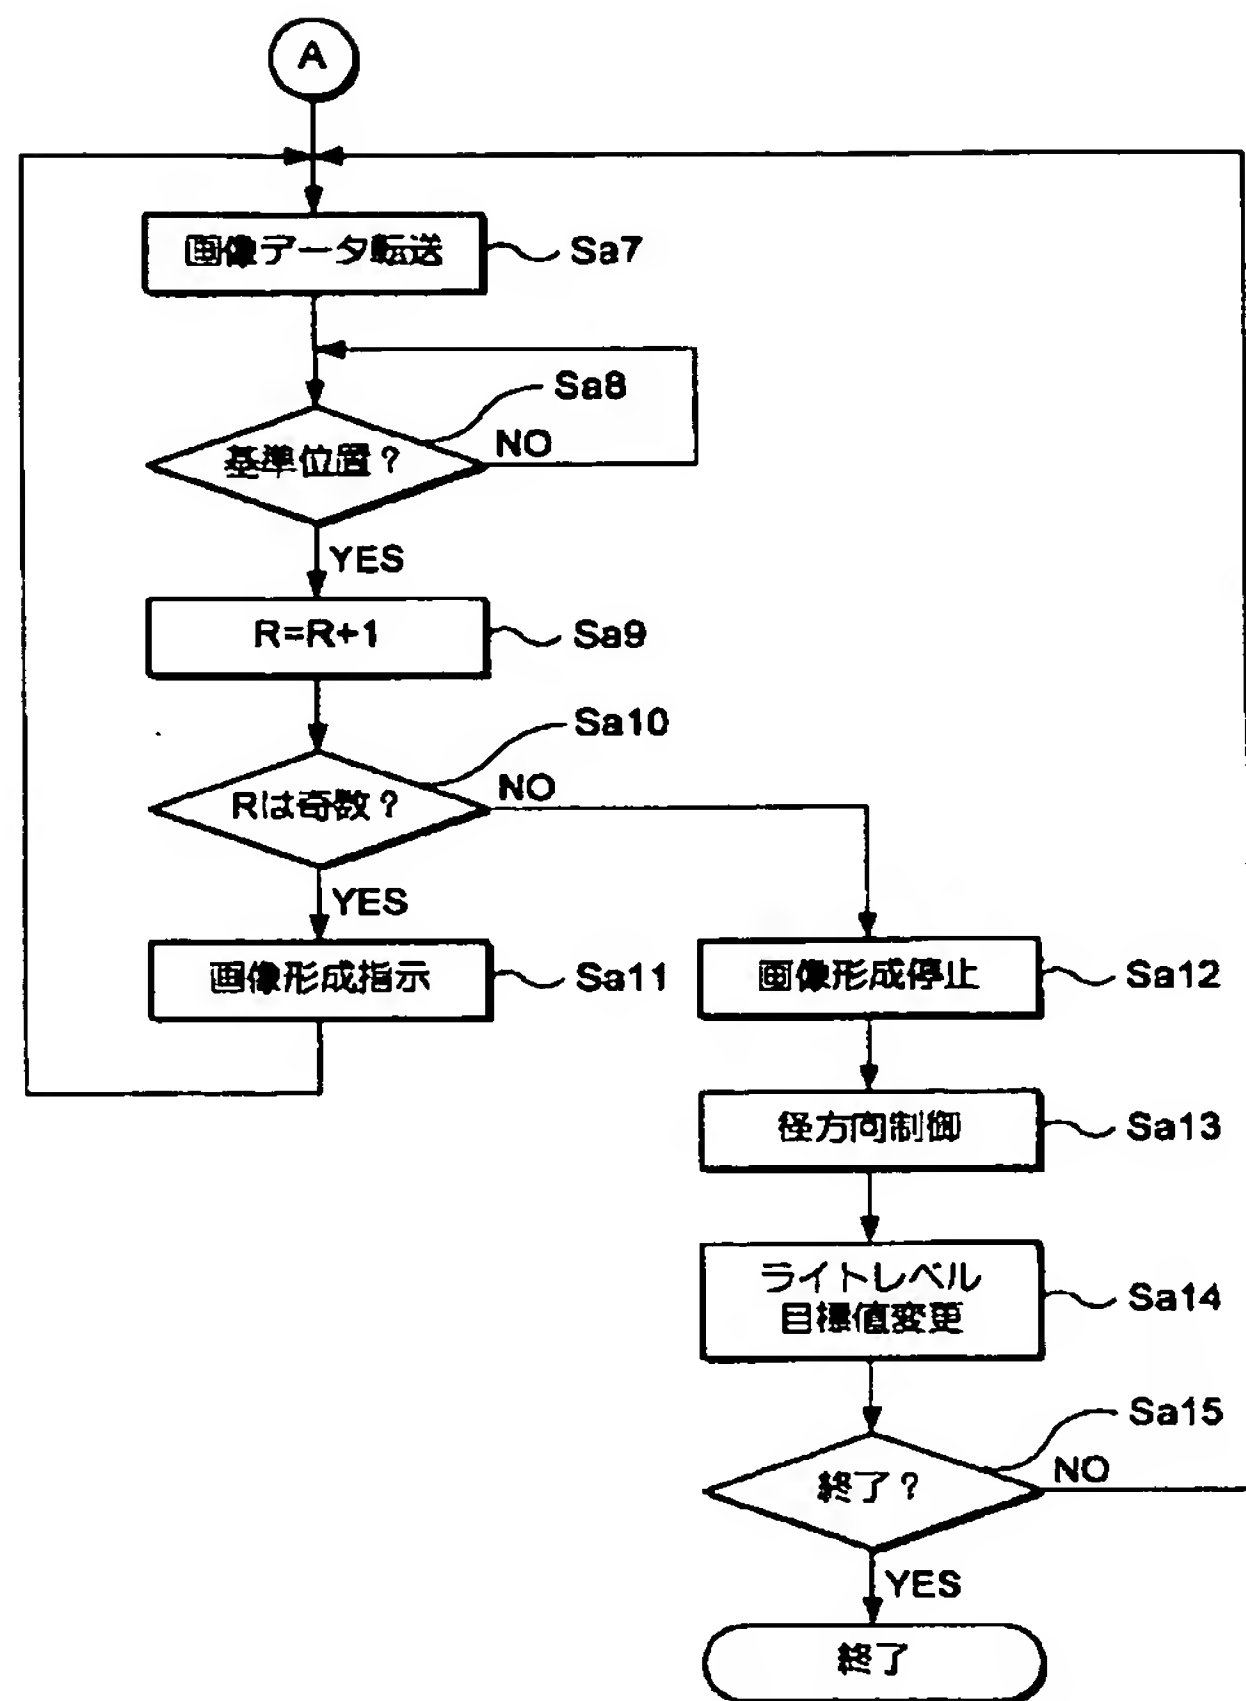 A
画像データ転送
Sa7
Sa8
基準位置?
NO
YES
R=R+1
Sa9
Sa10
Rは奇数?
NO
YES
画像形成指示
Sa11
画像形成停止
Sa12
径方向制御
Sa13
ライトレベル
目標値変更
Sa14
Sa15
終了?
NO
YES
終了